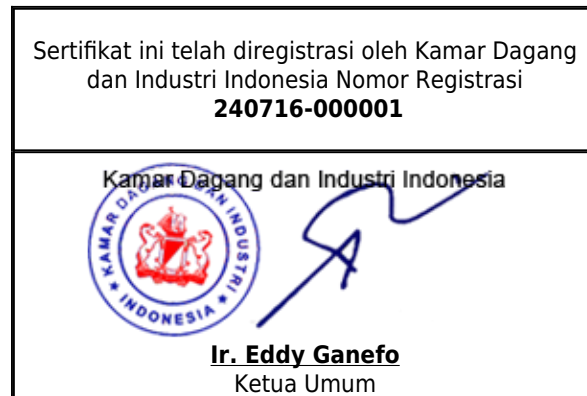 Sertifikat ini telah diregistrasi oleh Kamar Dagang
dan Industri Indonesia Nomor Registrasi
240716-000001
Kamar Dagang dan Industri Indonesia
KAMAR DAGANG DAN INDUSTRI
INDONESIA
Ir. Eddy Ganefo
Ketua Umum